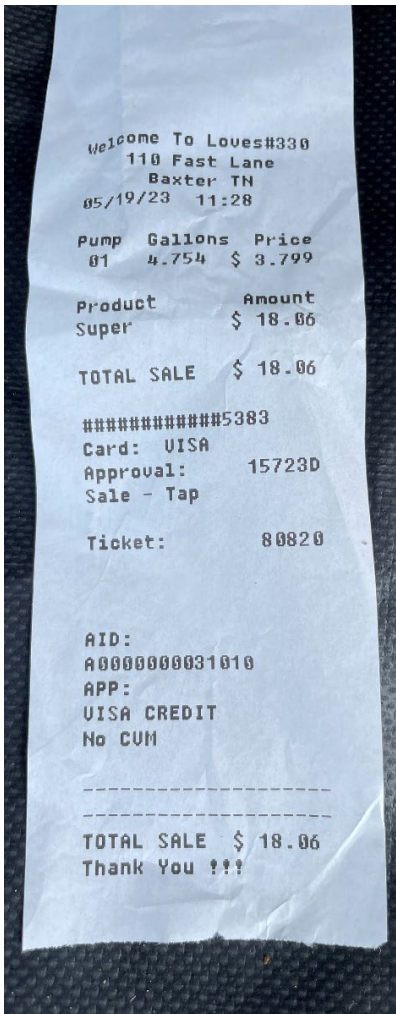 Welcome To Loves#330
110 Fast Lane
Baxter TN
05/19/23 11:28
Pump Gallons Price
01 4.754 $ 3.799
Product Amount
Super $ 18.06
TOTAL SALE $ 18.06
############5383
Card: VISA
Approval: 15723D
Sale - Tap
Ticket: 80820
AID:
A0000000031010
APP:
VISA CREDIT
No CVM
---------------------
---------------------
TOTAL SALE $ 18.06
Thank You !!!